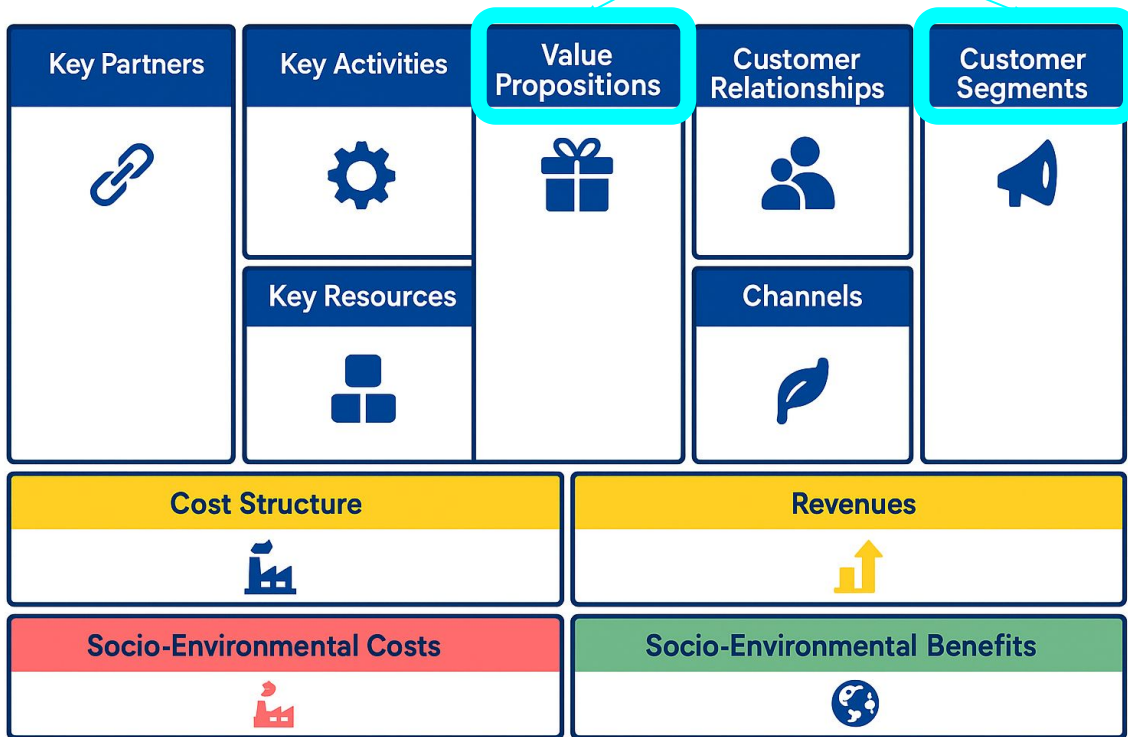 Key Partners
Key Activities
Value
Propositions
Customer
Relationships
Customer
Segments
Key Resources
Channels
Cost Structure
Revenues
Socio-Environmental Costs
Socio-Environmental Benefits